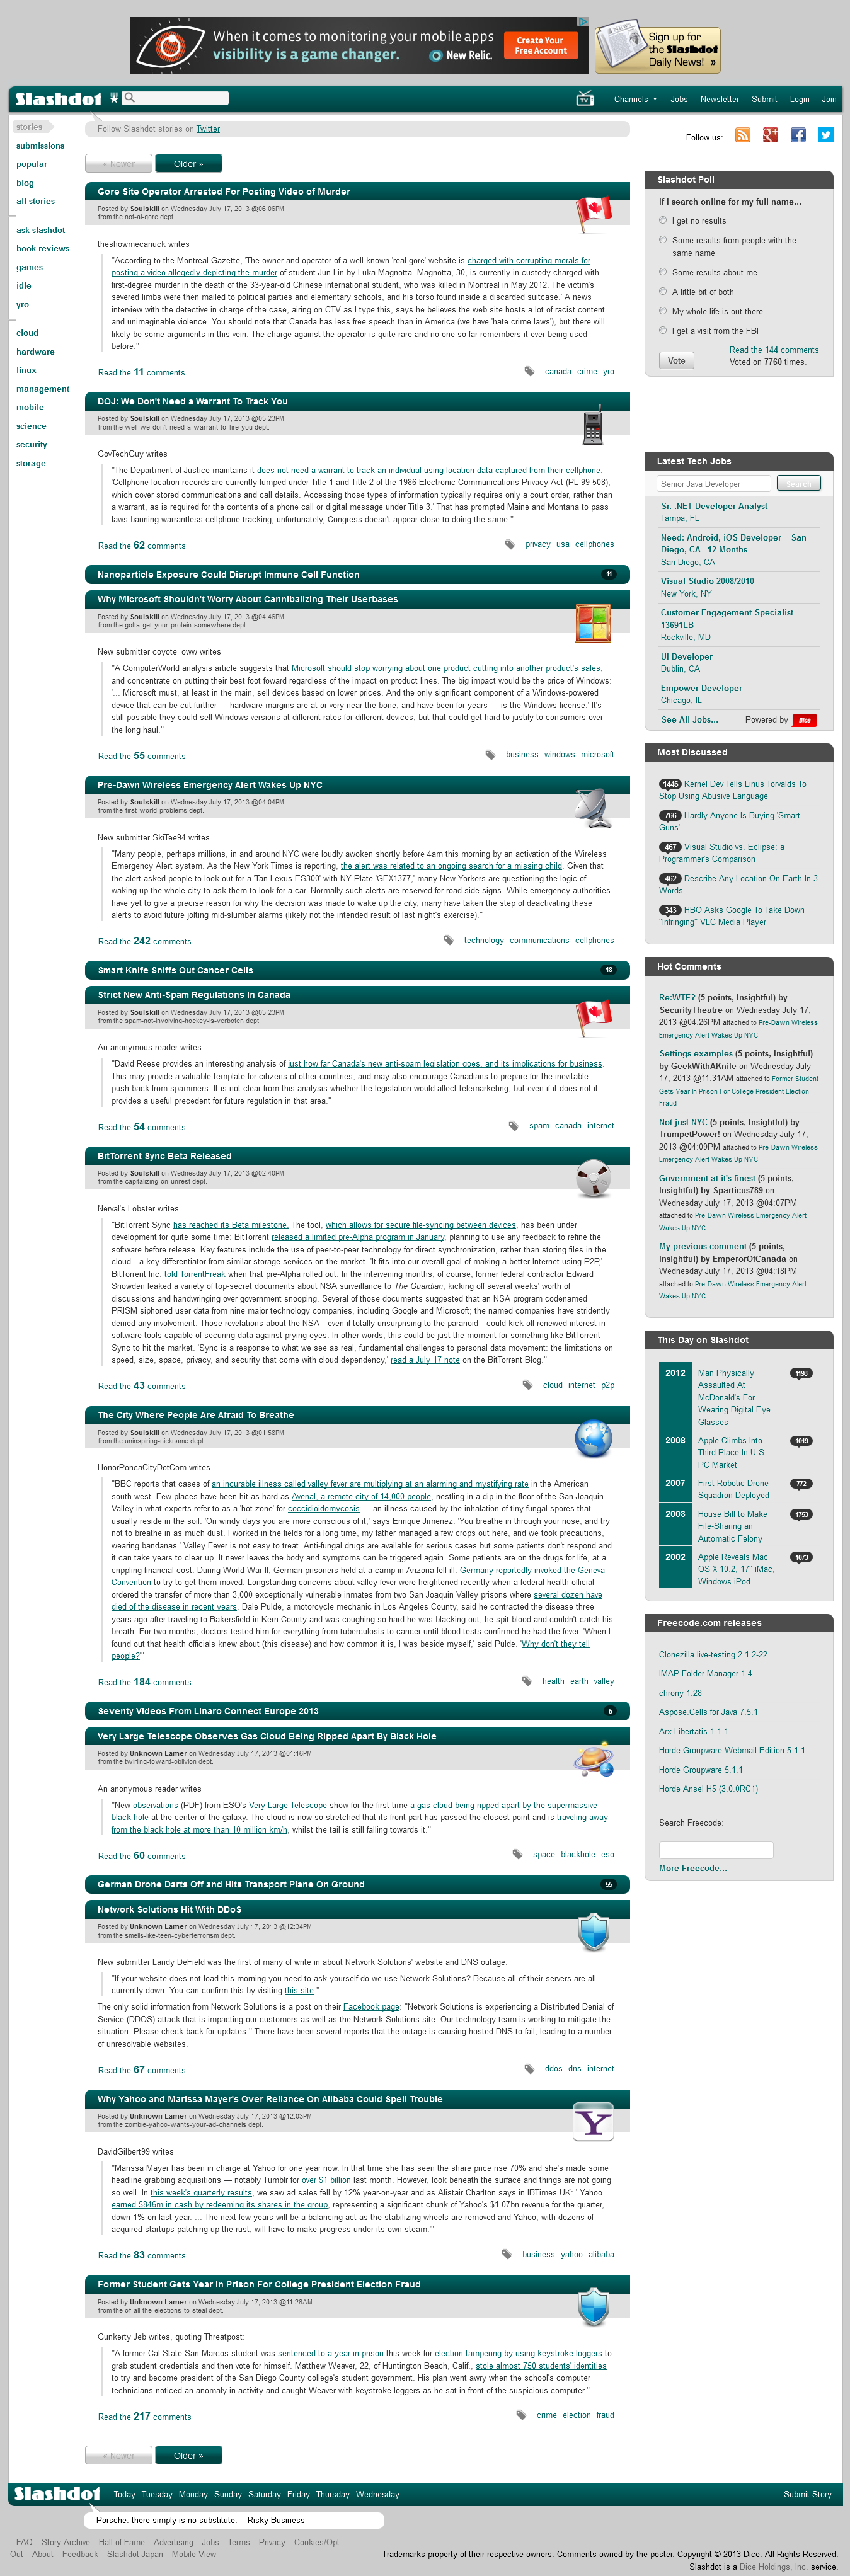 When it comes to monitoring your mobile apps
visibility is a game changer.
New Relic.
Create Your
Free Account
Sign up for
the Slashdot
Daily News! »
Slashdot
Channels ▼ Jobs Newsletter Submit Login Join
stories
submissions
popular
blog
all stories
ask slashdot
book reviews
games
idle
yro
cloud
hardware
linux
management
mobile
science
security
storage
Follow Slashdot stories on Twitter
Follow us:
« Newer Older »
Gore Site Operator Arrested For Posting Video of Murder
Posted by Soulskill on Wednesday July 17, 2013 @06:06PM
from the not-al-gore dept.
theshowmecanuck writes
"According to the Montreal Gazette, 'The owner and operator of a well-known 'real gore' website is charged with corrupting morals for
posting a video allegedly depicting the murder of student Jun Lin by Luka Magnotta. Magnotta, 30, is currently in custody charged with
first-degree murder in the death of the 33-year-old Chinese international student, who was killed in Montreal in May 2012. The victim's
severed limbs were then mailed to political parties and elementary schools, and his torso found inside a discarded suitcase.' A news
interview with the detective in charge of the case, airing on CTV as I type this, says he believes the web site hosts a lot of racist content
and unimaginable violence. You should note that Canada has less free speech than in America (we have 'hate crime laws'), but there will
likely be some arguments in this vein. The charge against the operator is quite rare and no-one so far remembers it ever being used
before."
Read the 11 comments
canada crime yro
DOJ: We Don't Need a Warrant To Track You
Posted by Soulskill on Wednesday July 17, 2013 @05:23PM
from the well-we-don't-need-a-warrant-to-fire-you dept.
GovTechGuy writes
"The Department of Justice maintains it does not need a warrant to track an individual using location data captured from their cellphone.
'Cellphone location records are currently lumped under Title 1 and Title 2 of the 1986 Electronic Communications Privacy Act (PL 99-508),
which cover stored communications and call details. Accessing those types of information typically requires only a court order, rather than
a warrant, as is required for the contents of a phone call or digital message under Title 3.' That has prompted Maine and Montana to pass
laws banning warrantless cellphone tracking; unfortunately, Congress doesn't appear close to doing the same."
Read the 62 comments
privacy usa cellphones
Nanoparticle Exposure Could Disrupt Immune Cell Function
11
Why Microsoft Shouldn't Worry About Cannibalizing Their Userbases
Posted by Soulskill on Wednesday July 17, 2013 @04:46PM
from the gotta-get-your-protein-somewhere dept.
New submitter coyote_oww writes
"A ComputerWorld analysis article suggests that Microsoft should stop worrying about one product cutting into another product's sales,
and concentrate on putting their best foot forward regardless of the impact on product lines. The big impact would be the price of Windows:
'... Microsoft must, at least in the main, sell devices based on lower prices. And the only significant component of a Windows-powered
device that can be cut further — hardware margins are at or very near the bone, and have been for years — is the Windows license.' It's
still possible they could sell Windows versions at different rates for different devices, but that could get hard to justify to consumers over
the long haul."
Read the 55 comments
business windows microsoft
Pre-Dawn Wireless Emergency Alert Wakes Up NYC
Posted by Soulskill on Wednesday July 17, 2013 @04:04PM
from the first-world-problems dept.
New submitter SkiTee94 writes
"Many people, perhaps millions, in and around NYC were loudly awoken shortly before 4am this morning by an activation of the Wireless
Emergency Alert system. As the New York Times is reporting, the alert was related to an ongoing search for a missing child. Given that
the alert asked people to look out for a 'Tan Lexus ES300' with NY Plate 'GEX1377,' many New Yorkers are questioning the logic of
waking up the whole city to ask them to look for a car. Normally such alerts are reserved for road-side signs. While emergency authorities
have yet to give a precise reason for why the decision was made to wake up the city, many have taken the step of deactivating these
alerts to avoid future jolting mid-slumber alarms (likely not the intended result of last night's exercise)."
Read the 242 comments
technology communications cellphones
Smart Knife Sniffs Out Cancer Cells
18
Strict New Anti-Spam Regulations In Canada
Posted by Soulskill on Wednesday July 17, 2013 @03:23PM
from the spam-not-involving-hockey-is-verboten dept.
An anonymous reader writes
"David Reese provides an interesting analysis of just how far Canada's new anti-spam legislation goes, and its implications for business.
This may provide a valuable template for citizens of other countries, and may also encourage Canadians to prepare for the inevitable
push-back from spammers. It is not clear from this analysis whether the legislation would affect telemarketing, but even if it does not it
provides a useful precedent for future regulation in that area."
Read the 54 comments
spam canada internet
BitTorrent Sync Beta Released
Posted by Soulskill on Wednesday July 17, 2013 @02:40PM
from the capitalizing-on-unrest dept.
Nerval's Lobster writes
"BitTorrent Sync has reached its Beta milestone. The tool, which allows for secure file-syncing between devices, has been under
development for quite some time: BitTorrent released a limited pre-Alpha program in January, planning to use any feedback to refine the
software before release. Key features include the use of peer-to-peer technology for direct synchronization, rather than storing files in the
cloud—a key differentiator from most similar storage services on the market. 'It fits into our overall goal of making a better Internet using P2P,'
BitTorrent Inc. told TorrentFreak when that pre-Alpha rolled out. In the intervening months, of course, former federal contractor Edward
Snowden leaked a variety of top-secret documents about NSA surveillance to The Guardian, kicking off several weeks' worth of
discussions and handwringing over government snooping. Several of those documents suggested that an NSA program codenamed
PRISM siphoned user data from nine major technology companies, including Google and Microsoft; the named companies have stridently
denied any involvement. Those revelations about the NSA—even if totally unsurprising to the paranoid—could kick off renewed interest in
software tools capable of securing data against prying eyes. In other words, this could be just the moment for something like BitTorrent
Sync to hit the market. 'Sync is a response to what we see as real, fundamental challenges to personal data movement: the limitations on
speed, size, space, privacy, and security that come with cloud dependency,' read a July 17 note on the BitTorrent Blog."
Read the 43 comments
cloud internet p2p
The City Where People Are Afraid To Breathe
Posted by Soulskill on Wednesday July 17, 2013 @01:58PM
from the uninspiring-nickname dept.
HonorPoncaCityDotCom writes
"BBC reports that cases of an incurable illness called valley fever are multiplying at an alarming and mystifying rate in the American
south-west. Few places have been hit as hard as Avenal, a remote city of 14,000 people, nestling in a dip in the floor of the San Joaquin
Valley in what experts refer to as a 'hot zone' for coccidioidomycosis — an illness caused by the inhalation of tiny fungal spores that
usually reside in the soil. 'On windy days you are more conscious of it,' says Enrique Jimenez. 'You breathe in through your nose, and try
not to breathe in as much dust. I worked in the fields for a long time, my father managed a few crops out here, and we took precautions,
wearing bandanas.' Valley Fever is not easy to treat. Anti-fungal drugs are available for serious cases but some patients don't respond and
it can take years to clear up. It never leaves the body and symptoms can be triggered again. Some patients are on the drugs for life, at a
crippling financial cost. During World War II, German prisoners held at a camp in Arizona fell ill. Germany reportedly invoked the Geneva
Convention to try to get them moved. Longstanding concerns about valley fever were heightened recently when a federal health official
ordered the transfer of more than 3,000 exceptionally vulnerable inmates from two San Joaquin Valley prisons where several dozen have
died of the disease in recent years. Dale Pulde, a motorcycle mechanic in Los Angeles County, said he contracted the disease three
years ago after traveling to Bakersfield in Kern County and was coughing so hard he was blacking out; he spit blood and couldn't catch his
breath. For two months, doctors tested him for everything from tuberculosis to cancer until blood tests confirmed he had the fever. 'When I
found out that health officials knew about (this disease) and how common it is, I was beside myself,' said Pulde. 'Why don't they tell
people?'"
Read the 184 comments
health earth valley
Seventy Videos From Linaro Connect Europe 2013
5
Very Large Telescope Observes Gas Cloud Being Ripped Apart By Black Hole
Posted by Unknown Lamer on Wednesday July 17, 2013 @01:16PM
from the twirling-toward-oblivion dept.
An anonymous reader writes
"New observations (PDF) from ESO's Very Large Telescope show for the first time a gas cloud being ripped apart by the supermassive
black hole at the center of the galaxy. The cloud is now so stretched that its front part has passed the closest point and is traveling away
from the black hole at more than 10 million km/h, whilst the tail is still falling towards it."
Read the 60 comments
space blackhole eso
German Drone Darts Off and Hits Transport Plane On Ground
55
Network Solutions Hit With DDoS
Posted by Unknown Lamer on Wednesday July 17, 2013 @12:34PM
from the smells-like-teen-cyberterrorism dept.
New submitter Landy DeField was the first of many of write in about Network Solutions' website and DNS outage:
"If your website does not load this morning you need to ask yourself do we use Network Solutions? Because all of their servers are all
currently down. You can confirm this by visiting this site."
The only solid information from Network Solutions is a post on their Facebook page: "Network Solutions is experiencing a Distributed Denial of
Service (DDOS) attack that is impacting our customers as well as the Network Solutions site. Our technology team is working to mitigate the
situation. Please check back for updates." There have been several reports that the outage is causing hosted DNS to fail, leading to a number
of unresolvable websites.
Read the 67 comments
ddos dns internet
Why Yahoo and Marissa Mayer's Over Reliance On Alibaba Could Spell Trouble
Posted by Unknown Lamer on Wednesday July 17, 2013 @12:03PM
from the zombie-yahoo-wants-your-ad-channels dept.
DavidGilbert99 writes
"Marissa Mayer has been in charge at Yahoo for one year now. In that time she has seen the share price rise 70% and she's made some
headline grabbing acquisitions — notably Tumblr for over $1 billion last month. However, look beneath the surface and things are not going
so well. In this week's quarterly results, we saw ad sales fell by 12% year-on-year and as Alistair Charlton says in IBTimes UK: ' Yahoo
earned $846m in cash by redeeming its shares in the group, representing a significant chunk of Yahoo's $1.07bn revenue for the quarter,
down 1% on last year. ... The next few years will be a balancing act as the stabilizing wheels are removed and Yahoo, with dozens of
acquired startups patching up the rust, will have to make progress under its own steam.'"
Read the 83 comments
business yahoo alibaba
Former Student Gets Year In Prison For College President Election Fraud
Posted by Unknown Lamer on Wednesday July 17, 2013 @11:26AM
from the of-all-the-elections-to-steal dept.
Gunkerty Jeb writes, quoting Threatpost:
"A former Cal State San Marcos student was sentenced to a year in prison this week for election tampering by using keystroke loggers to
grab student credentials and then vote for himself. Matthew Weaver, 22, of Huntington Beach, Calif., stole almost 750 students' identities
to try and become president of the San Diego County college's student government. His plan went awry when the school's computer
technicians noticed an anomaly in activity and caught Weaver with keystroke loggers as he sat in front of the suspicious computer."
Read the 217 comments
crime election fraud
« Newer Older »
Slashdot Poll
If I search online for my full name...
I get no results
Some results from people with the
same name
Some results about me
A little bit of both
My whole life is out there
I get a visit from the FBI
Vote
Read the 144 comments
Voted on 7760 times.
Latest Tech Jobs
Senior Java Developer
Search
Sr. .NET Developer Analyst
Tampa, FL
Need: Android, iOS Developer _ San
Diego, CA_ 12 Months
San Diego, CA
Visual Studio 2008/2010
New York, NY
Customer Engagement Specialist -
13691LB
Rockville, MD
UI Developer
Dublin, CA
Empower Developer
Chicago, IL
See All Jobs...
Powered by Dice
Most Discussed
1446 Kernel Dev Tells Linus Torvalds To
Stop Using Abusive Language
766 Hardly Anyone Is Buying 'Smart
Guns'
467 Visual Studio vs. Eclipse: a
Programmer's Comparison
462 Describe Any Location On Earth In 3
Words
343 HBO Asks Google To Take Down
"Infringing" VLC Media Player
Hot Comments
Re:WTF? (5 points, Insightful) by
SecurityTheatre on Wednesday July 17,
2013 @04:26PM attached to Pre-Dawn Wireless
Emergency Alert Wakes Up NYC
Settings examples (5 points, Insightful)
by GeekWithAKnife on Wednesday July
17, 2013 @11:31AM attached to Former Student
Gets Year In Prison For College President Election
Fraud
Not just NYC (5 points, Insightful) by
TrumpetPower! on Wednesday July 17,
2013 @04:09PM attached to Pre-Dawn Wireless
Emergency Alert Wakes Up NYC
Government at it's finest (5 points,
Insightful) by Sparticus789 on
Wednesday July 17, 2013 @04:07PM
attached to Pre-Dawn Wireless Emergency Alert
Wakes Up NYC
My previous comment (5 points,
Insightful) by EmperorOfCanada on
Wednesday July 17, 2013 @04:18PM
attached to Pre-Dawn Wireless Emergency Alert
Wakes Up NYC
This Day on Slashdot
2012 Man Physically 1198
Assaulted At
McDonald's For
Wearing Digital Eye
Glasses
2008 Apple Climbs Into 1019
Third Place In U.S.
PC Market
2007 First Robotic Drone 772
Squadron Deployed
2003 House Bill to Make 1753
File-Sharing an
Automatic Felony
2002 Apple Reveals Mac 1073
OS X 10.2, 17" iMac,
Windows iPod
Freecode.com releases
Clonezilla live-testing 2.1.2-22
IMAP Folder Manager 1.4
chrony 1.28
Aspose.Cells for Java 7.5.1
Arx Libertatis 1.1.1
Horde Groupware Webmail Edition 5.1.1
Horde Groupware 5.1.1
Horde Ansel H5 (3.0.0RC1)
Search Freecode:
More Freecode...
Slashdot
Today Tuesday Monday Sunday Saturday Friday Thursday Wednesday
Submit Story
Porsche: there simply is no substitute. -- Risky Business
FAQ Story Archive Hall of Fame Advertising Jobs Terms Privacy Cookies/Opt
Out About Feedback Slashdot Japan Mobile View
Trademarks property of their respective owners. Comments owned by the poster. Copyright © 2013 Dice. All Rights Reserved.
Slashdot is a Dice Holdings, Inc. service.